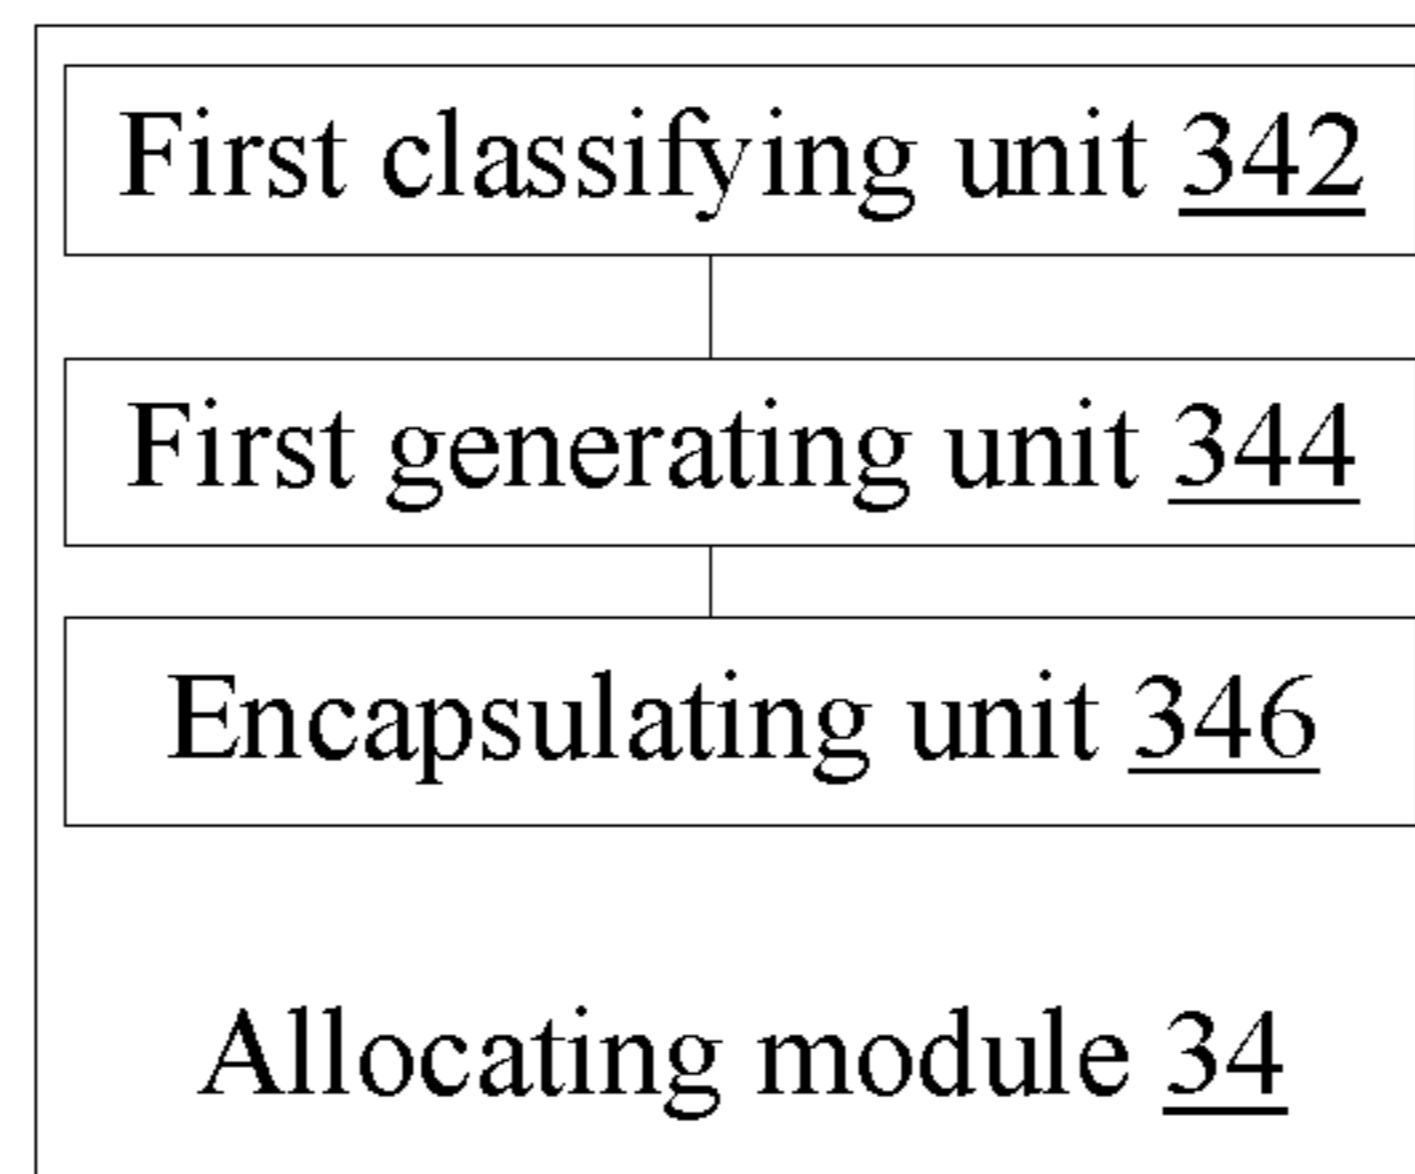 First classifying unit 342
First generating unit 344
Encapsulating unit 346
Allocating module 34